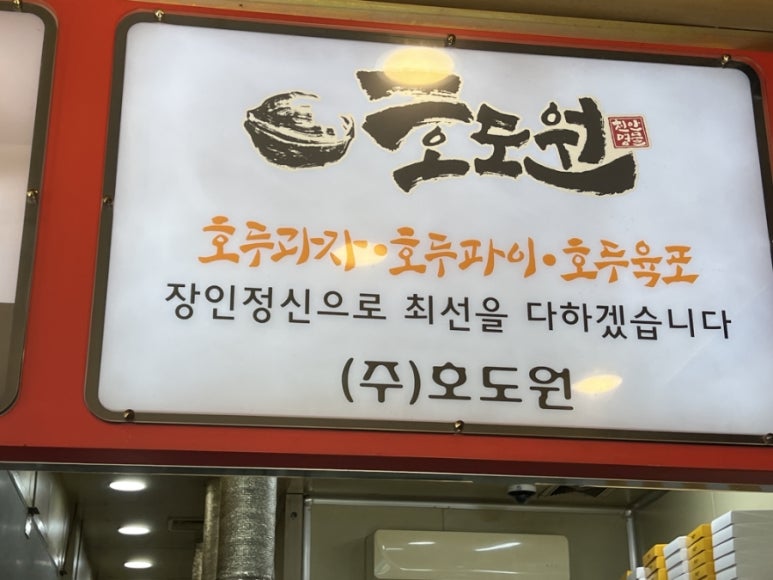 호도원
천안
명물
호두과자·호두파이·호두육포
장인정신으로 최선을 다하겠습니다
(주)호도원